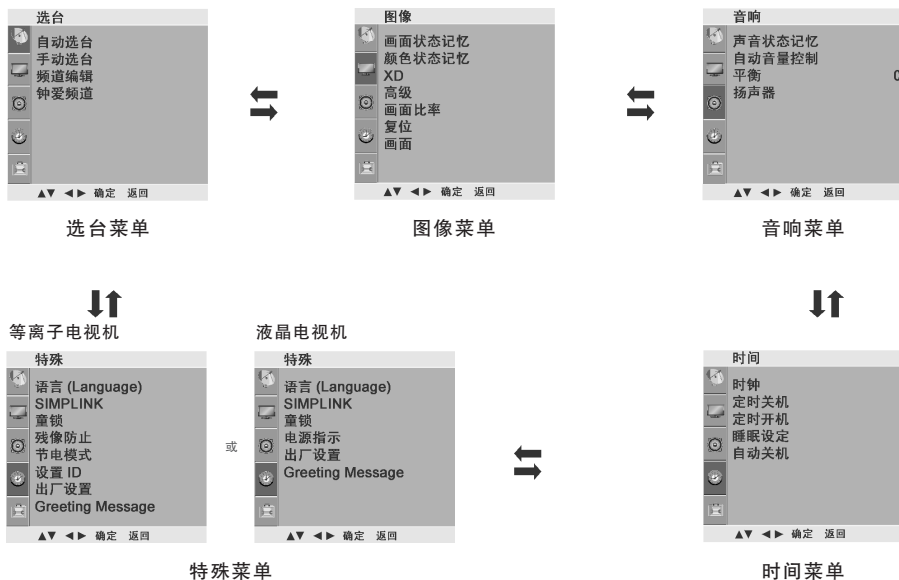 选台
自动选台
手动选台
频道编辑
钟爱频道
▲▼ ◄► 确定 返回
选台菜单
图像
画面状态记忆
颜色状态记忆
XD
高级
画面比率
复位
画面
▲▼ ◄► 确定 返回
图像菜单
音响
声音状态记忆
自动音量控制
平衡 0
扬声器
▲▼ ◄► 确定 返回
音响菜单
等离子电视机
特殊
语言 (Language)
SIMPLINK
童锁
残像防止
节电模式
设置 ID
出厂设置
Greeting Message
▲▼ ◄► 确定 返回
或
液晶电视机
特殊
语言 (Language)
SIMPLINK
童锁
电源指示
出厂设置
Greeting Message
▲▼ ◄► 确定 返回
特殊菜单
时间
时钟
定时关机
定时开机
睡眠设定
自动关机
▲▼ ◄► 确定 返回
时间菜单